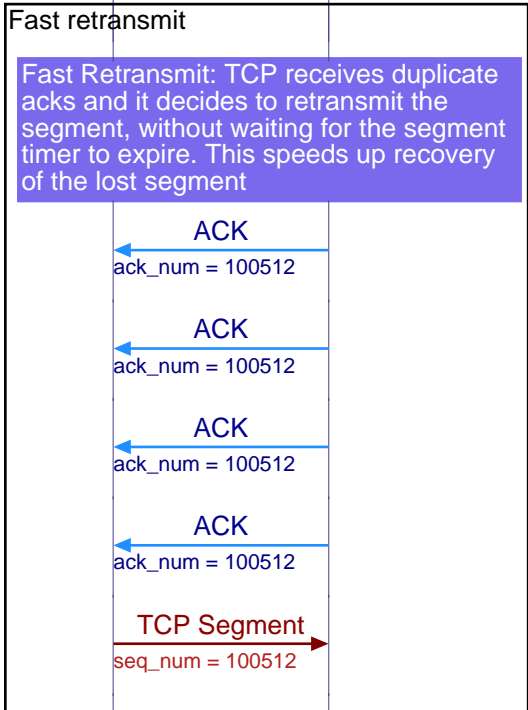 Fast retransmit
Fast Retransmit: TCP receives duplicate
acks and it decides to retransmit the
segment, without waiting for the segment
timer to expire. This speeds up recovery
of the lost segment
ACK
ack_num = 100512
ACK
ack_num = 100512
ACK
ack_num = 100512
ACK
ack_num = 100512
TCP Segment
seq_num = 100512